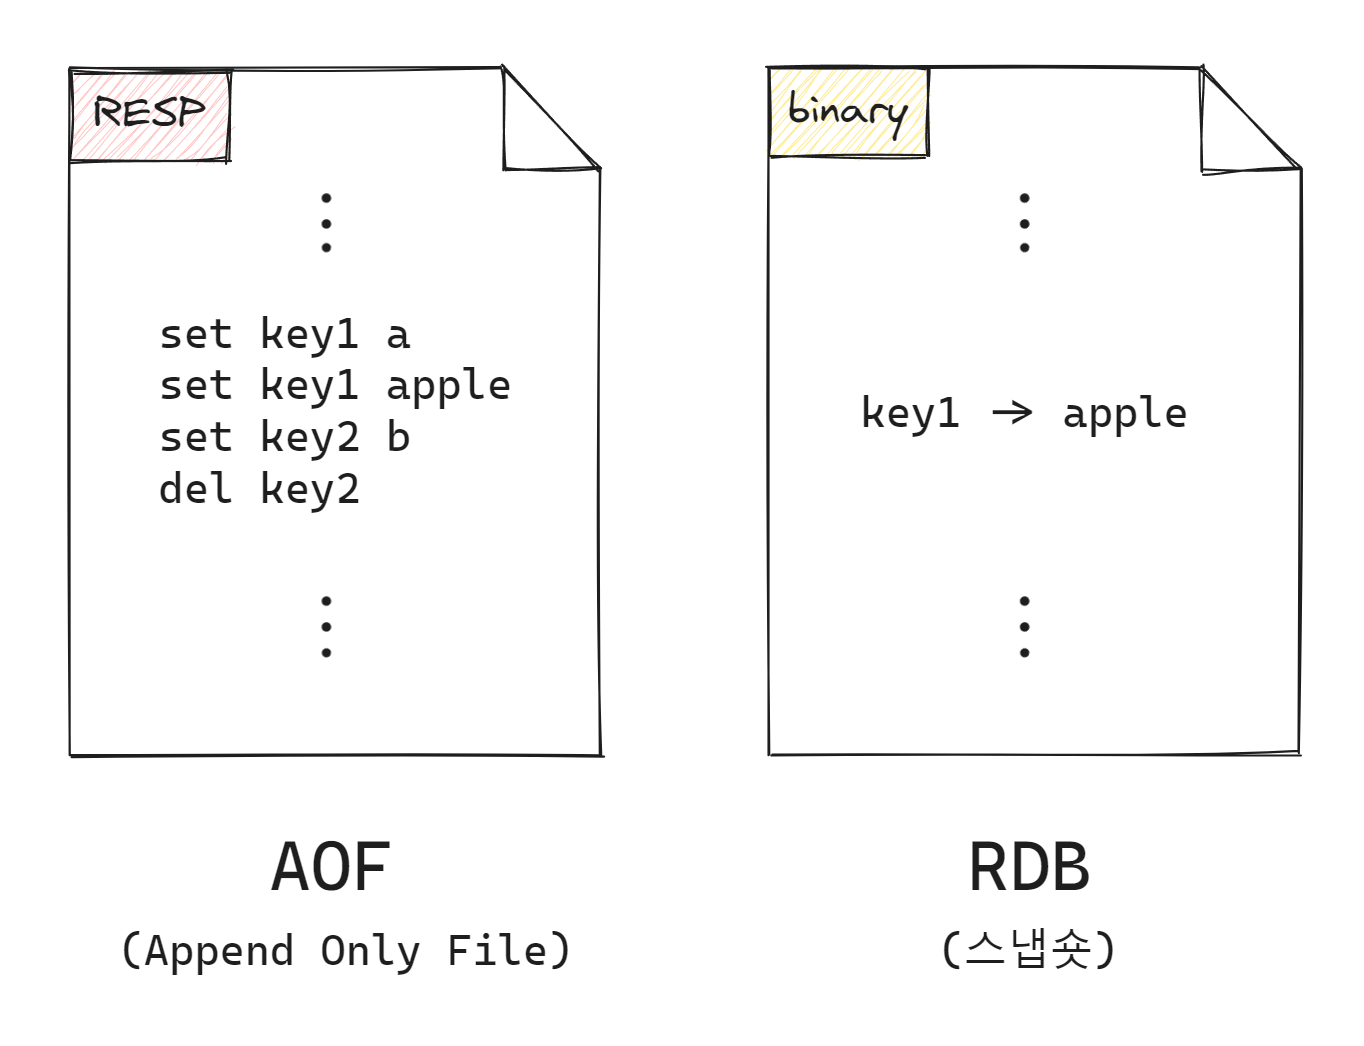 RESP
set key1 a
set key1 apple
set key2 b
del key2
AOF
(Append Only File)
binary
key1 → apple
RDB
(스냅숏)